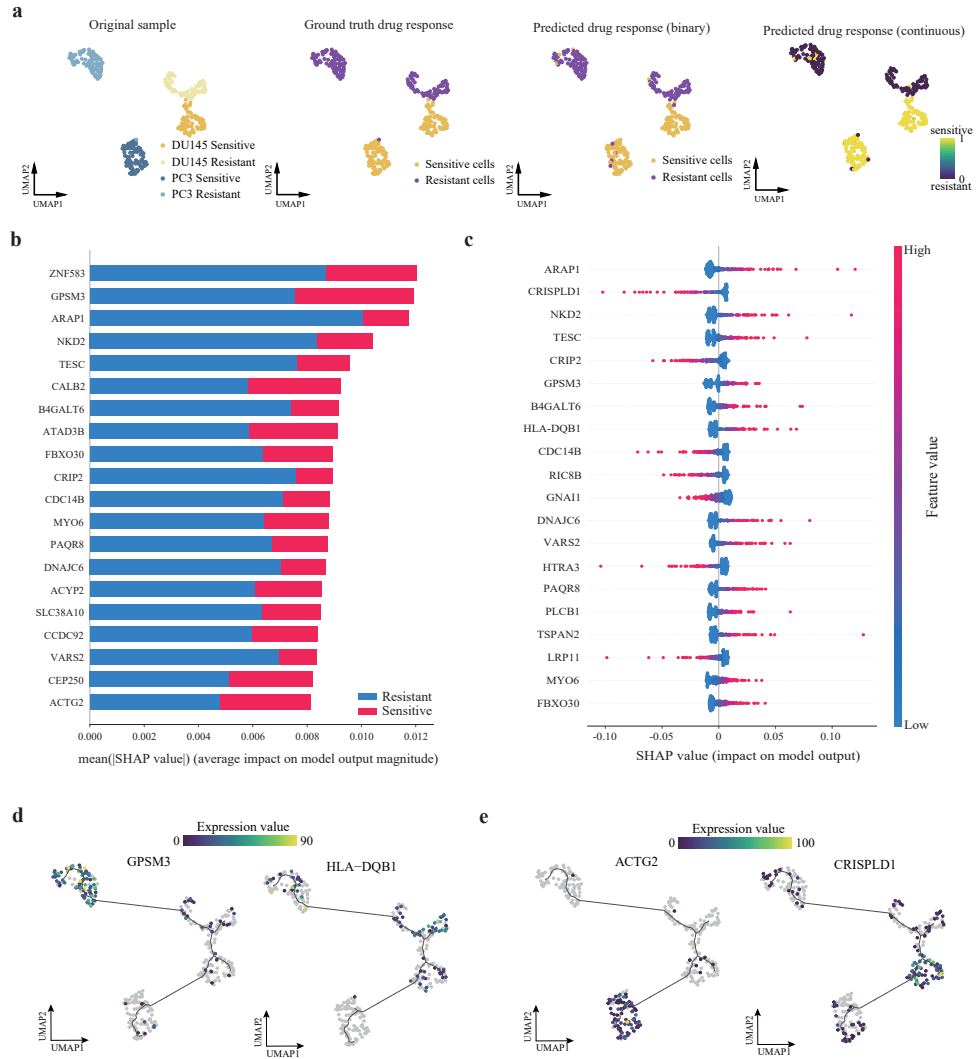 a
Original sample
Ground truth drug response
Predicted drug response (binary)
Predicted drug response (continuous)
DU145 Sensitive
DU145 Resistant
PC3 Sensitive
PC3 Resistant
Sensitive cells
Resistant cells
Sensitive cells
Resistant cells
sensitive
1
0
resistant
UMAP2
UMAP1
UMAP2
UMAP1
UMAP2
UMAP1
UMAP2
UMAP1
b
ZNF583
GPSM3
ARAP1
NKD2
TESC
CALB2
B4GALT6
ATAD3B
FBXO30
CRIP2
CDC14B
MYO6
PAQR8
DNAJC6
ACYP2
SLC38A10
CCDC92
VARS2
CEP250
ACTG2
Resistant
Sensitive
0.000 0.002 0.004 0.006 0.008 0.010 0.012
mean(|SHAP value|) (average impact on model output magnitude)
c
ARAP1
CRISPLD1
NKD2
TESC
CRIP2
GPSM3
B4GALT6
HLA-DQB1
CDC14B
RIC8B
GNAI1
DNAJC6
VARS2
HTRA3
PAQR8
PLCB1
TSPAN2
LRP11
MYO6
FBXO30
-0.10 -0.05 0 0.05 0.10
SHAP value (impact on model output)
High
Feature value
Low
d
Expression value
0 90
GPSM3
HLA−DQB1
UMAP2
UMAP1
UMAP2
UMAP1
e
Expression value
0 100
ACTG2
CRISPLD1
UMAP2
UMAP1
UMAP2
UMAP1